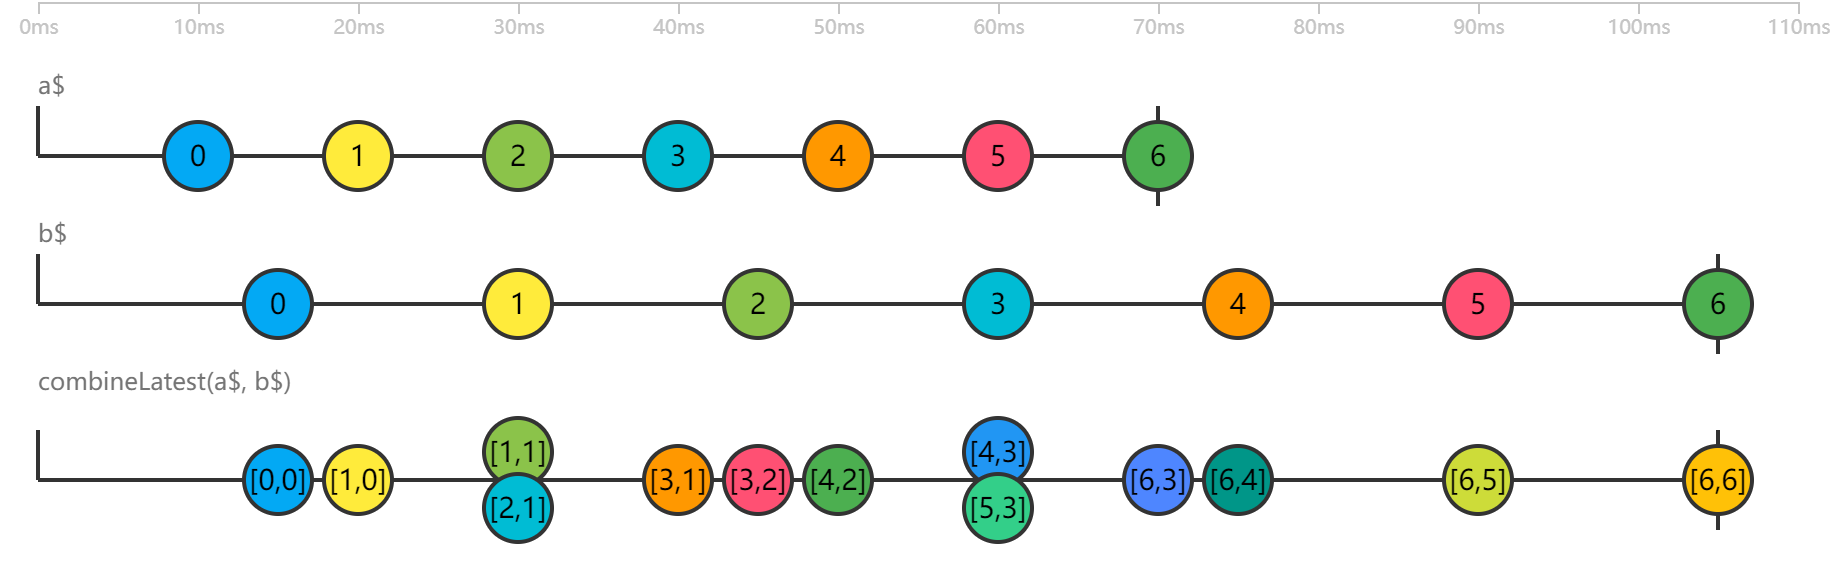 0ms 10ms 20ms 30ms 40ms 50ms 60ms 70ms 80ms 90ms 100ms 110ms
a$
0 1 2 3 4 5 6
b$
0 1 2 3 4 5 6
combineLatest(a$, b$)
[1,1] [4,3]
[0,0] [1,0] [3,1] [3,2] [4,2] [6,3] [6,4] [6,5] [6,6]
[2,1] [5,3]